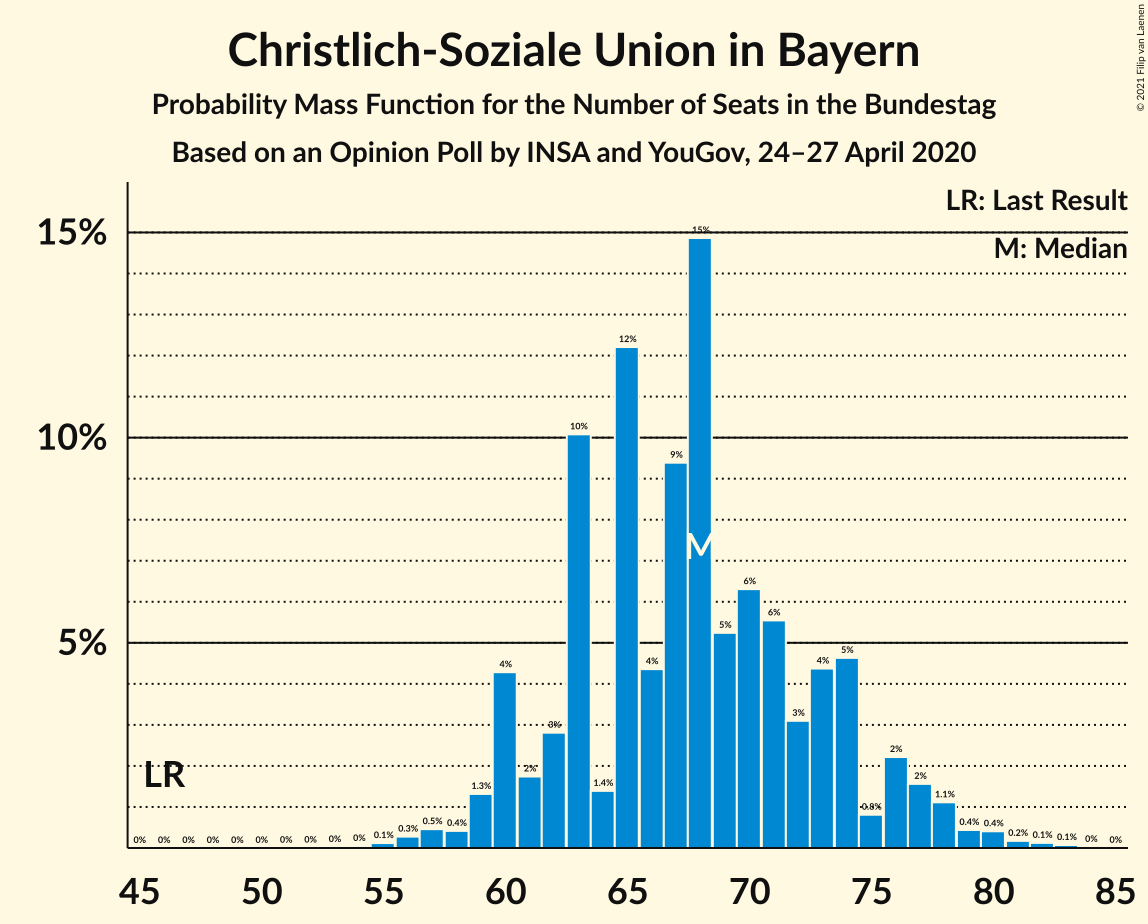 Christlich-Soziale Union in Bayern
Probability Mass Function for the Number of Seats in the Bundestag
Based on an Opinion Poll by INSA and YouGov, 24–27 April 2020
© 2021 Filip van Laenen
LR: Last Result
M: Median
15%
10%
5%
15%
12%
10%
9%
M
6%
6%
5%
5%
4%
4%
4%
3%
3%
2%
2%
2%
LR
1.3%
1.4%
1.1%
0.8%
0% 0% 0% 0% 0% 0% 0% 0% 0% 0% 0.1% 0.3% 0.5% 0.4%
0.4% 0.4% 0.2% 0.1% 0.1% 0% 0%
45 50 55 60 65 70 75 80 85